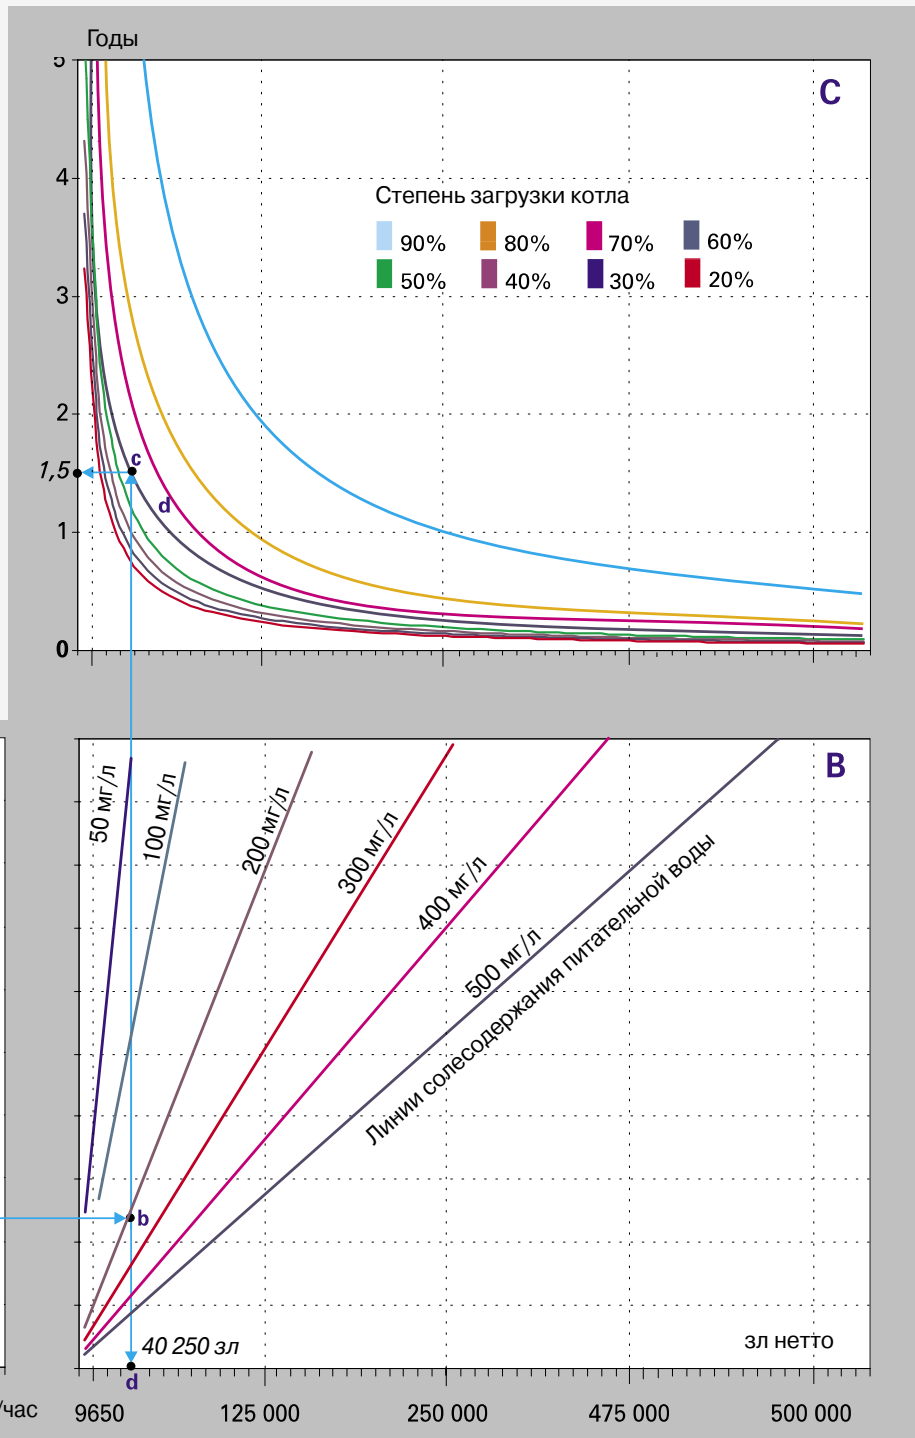 Годы
5
C
4
Степень загрузки котла
90% 80% 70% 60%
50% 40% 30% 20%
3
2
c
1,5
d
1
0
B
50 мг/л
100 мг/л
200 мг/л
300 мг/л
400 мг/л
500 мг/л
Линии солесодержания питательной воды
b
40 250 зл
зл нетто
d
/час
9650 125 000 250 000 475 000 500 000